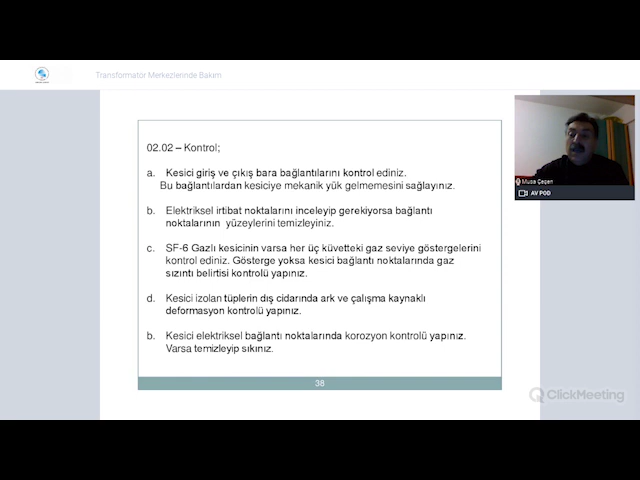 Transformatör Merkezlerinde Bakım
02.02 – Kontrol;
a. Kesici giriş ve çıkış bara bağlantılarını kontrol ediniz.
Bu bağlantılardan kesiciye mekanik yük gelmemesini sağlayınız.
b. Elektriksel irtibat noktalarını inceleyip gerekiyorsa bağlantı
noktalarının yüzeylerini temizleyiniz.
c. SF-6 Gazlı kesicinin varsa her üç küvetteki gaz seviye göstergelerini
kontrol ediniz. Gösterge yoksa kesici bağlantı noktalarında gaz
sızıntı belirtisi kontrolü yapınız.
d. Kesici izolan tüplerin dış cidarında ark ve çalışma kaynaklı
deformasyon kontrolü yapınız.
b. Kesici elektriksel bağlantı noktalarında korozyon kontrolü yapınız.
Varsa temizleyip sıkınız.
38
Musa Çeçen
AV POD
ClickMeeting